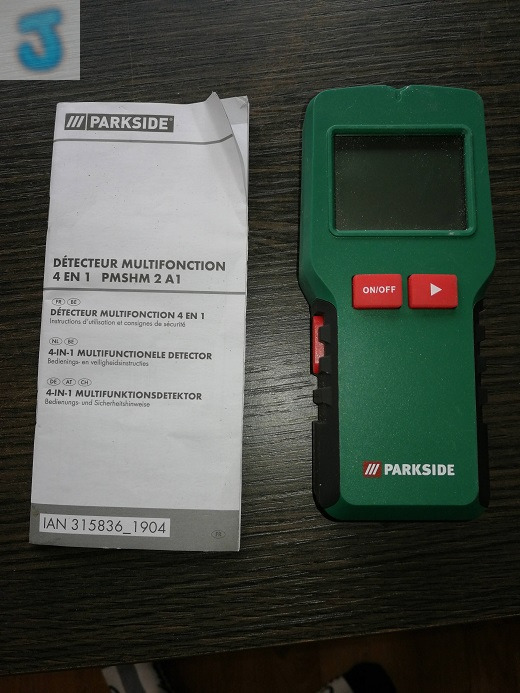 J
/// PARKSIDE®
DÉTECTEUR MULTIFONCTION
4 EN 1 PMSHM 2 A1
FR BE
DÉTECTEUR MULTIFONCTION 4 EN 1
Instructions d'utilisation et consignes de sécurité
NL BE
4-IN-1 MULTIFUNCTIONELE DETECTOR
Bedienings- en veiligheidsinstructies
DE AT CH
4-IN-1 MULTIFUNKTIONSDETEKTOR
Bedienungs- und Sicherheitshinweise
IAN 315836_1904
FR
ON/OFF
/// PARKSIDE